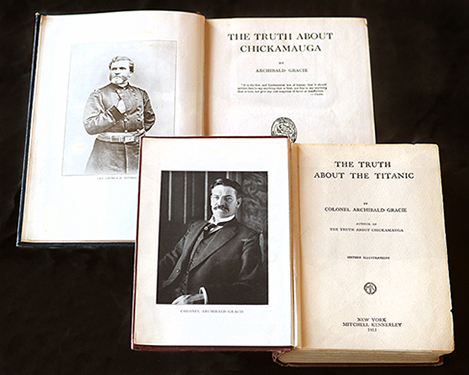 THE TRUTH ABOUT
CHICKAMAUGA
BY
ARCHIBALD GRACIE
THE TRUTH
ABOUT THE TITANIC
BY
COLONEL ARCHIBALD GRACIE
AUTHOR OF
THE TRUTH ABOUT CHICKAMAUGA
ILLUSTRATIONS
NEW YORK
MITCHELL KENNERLEY
1913
COLONEL ARCHIBALD GRACIE